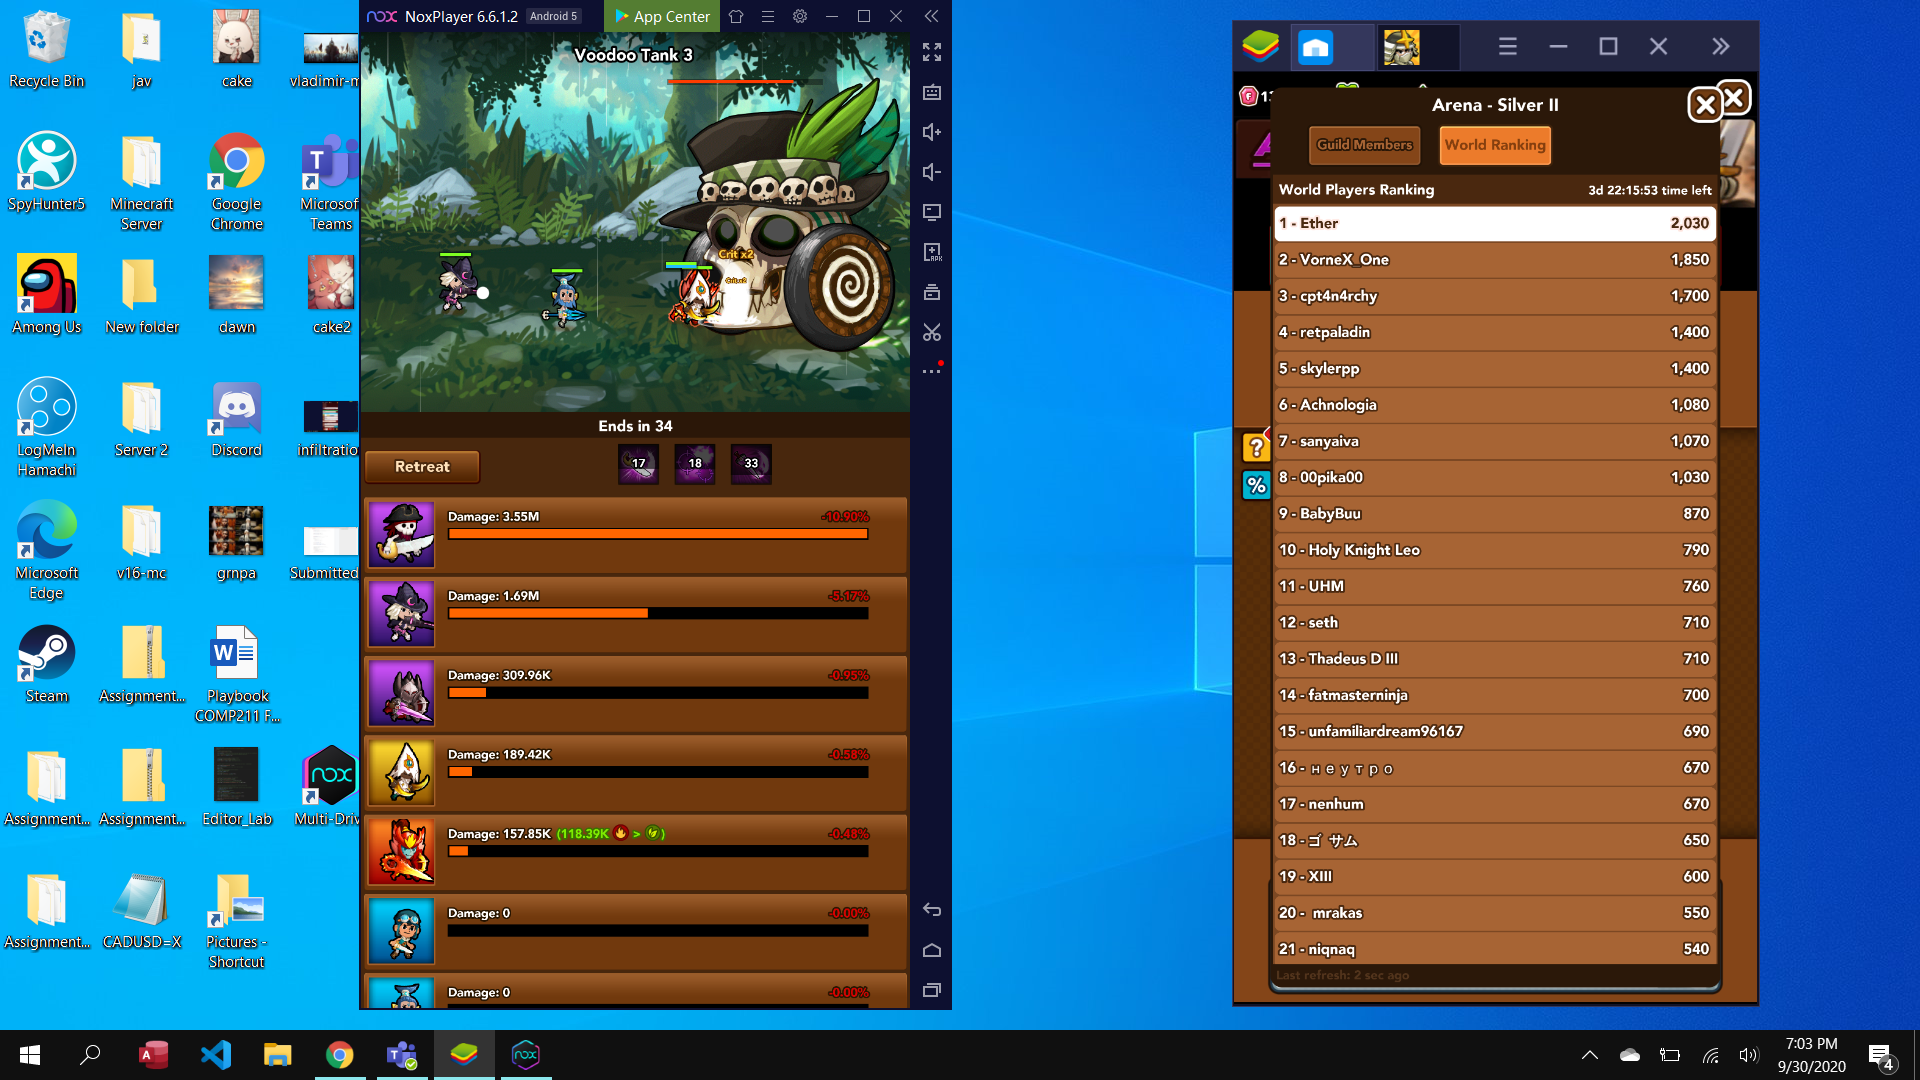 Recycle Bin
jav
cake
SpyHunter5
Minecraft
Server
Google
Chrome
Microsof
Teams
Among Us
New folder
dawn
cake2
LogMeIn
Hamachi
Server 2
Discord
infiltratio
Microsoft
Edge
v16-mc
grnpa
Submitted
Steam
Assignment...
Playbook
COMP211 F...
Assignment...
Assignment...
Editor_Lab
Multi-Driv
Assignment...
CADUSD=X
Pictures -
Shortcut
nox NoxPlayer 6.6.1.2 Android 5 App Center
Voodoo Tank 3
Crit x2
Ends in 34
Retreat
17
18
33
Damage: 3.55M -10.90%
Damage: 1.69M -5.17%
Damage: 309.96K -0.95%
Damage: 189.42K -0.58%
Damage: 157.85K (118.39K > ) -0.48%
Damage: 0 -0.00%
Damage: 0 -0.00%
Arena - Silver II
Guild Members
World Ranking
World Players Ranking 3d 22:15:53 time left
1 - Ether 2,030
2 - VorneX_One 1,850
3 - cpt4n4rchy 1,700
4 - retpaladin 1,400
5 - skylerpp 1,400
6 - Achnologia 1,080
7 - sanyaiva 1,070
8 - 00pika00 1,030
9 - BabyBuu 870
10 - Holy Knight Leo 790
11 - UHM 760
12 - seth 710
13 - Thadeus D III 710
14 - fatmasterninja 700
15 - unfamiliardream96167 690
16 - н е у т р о 670
17 - nenhum 670
18 - ゴ サム 650
19 - XIII 600
20 - mrakas 550
21 - niqnaq 540
Last refresh: 2 sec ago
7:03 PM
9/30/2020
4